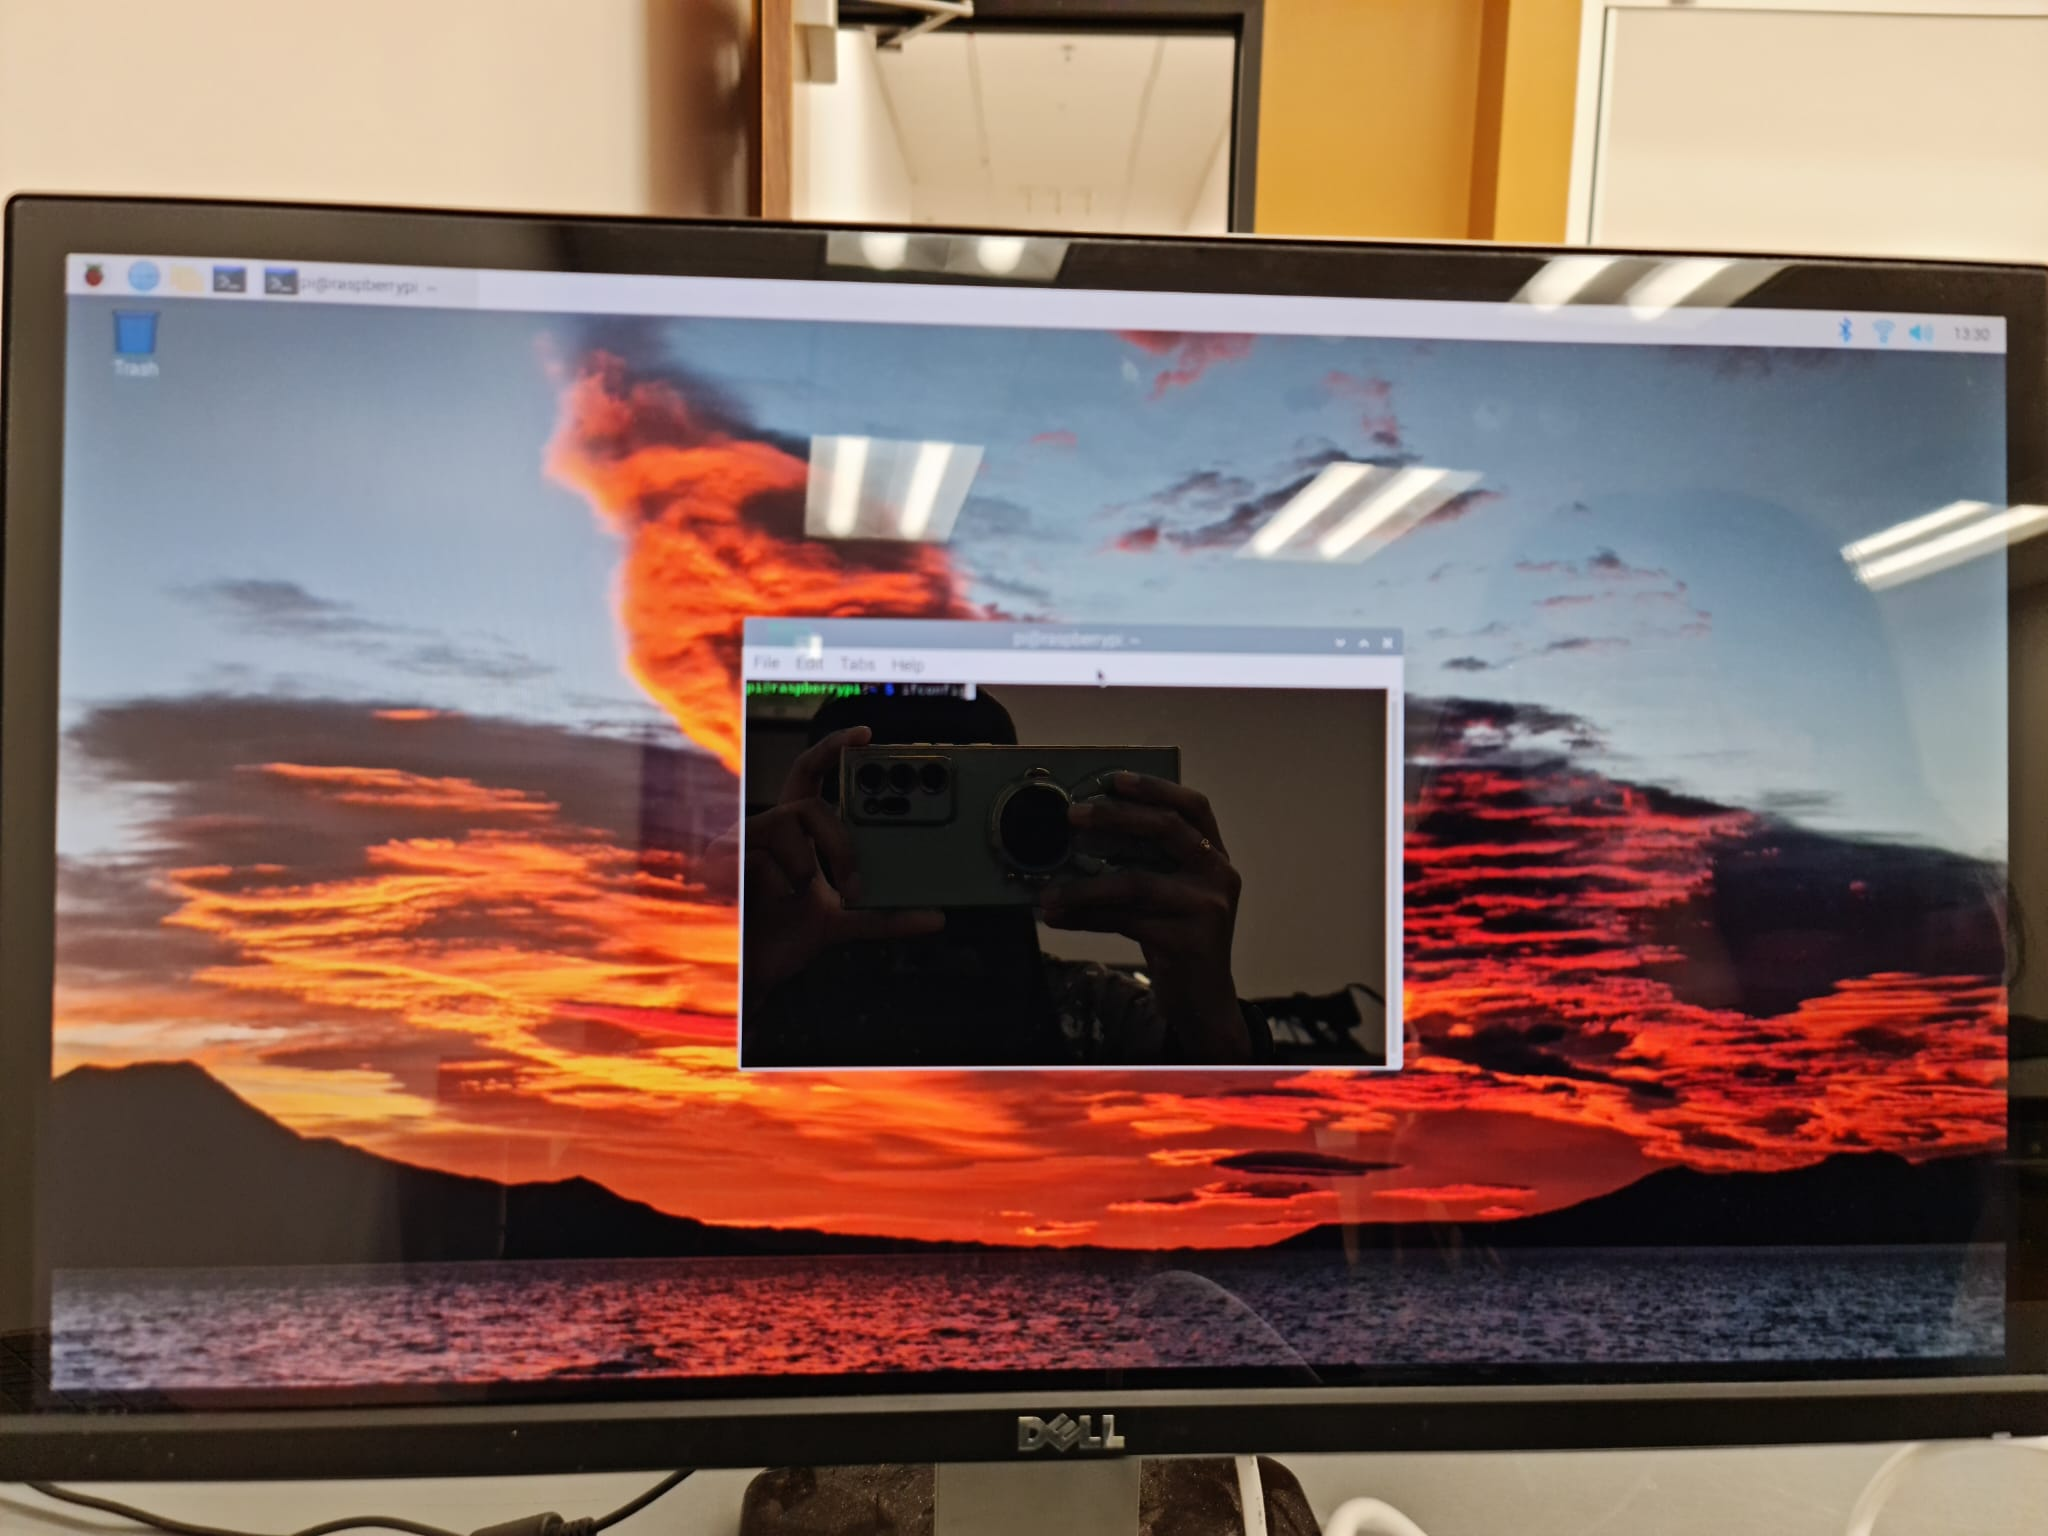 pi@raspberrypi: ~
13:30
Trash
pi@raspberrypi: ~
File Edit Tabs Help
pi@raspberrypi:~ $ ifconfig
DELL